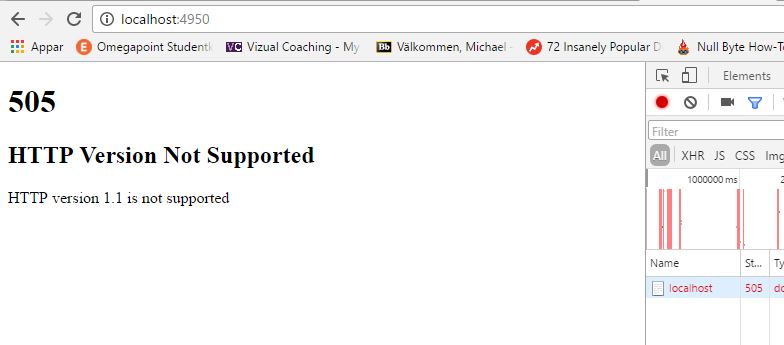 localhost:4950
Appar
Omegapoint Student
Vizual Coaching - My
Välkommen, Michael -
72 Insanely Popular D
Null Byte How-T
505
HTTP Version Not Supported
HTTP version 1.1 is not supported
Elements
Filter
All XHR JS CSS Img
1000000 ms 2
Name St... Ty
localhost 505 do